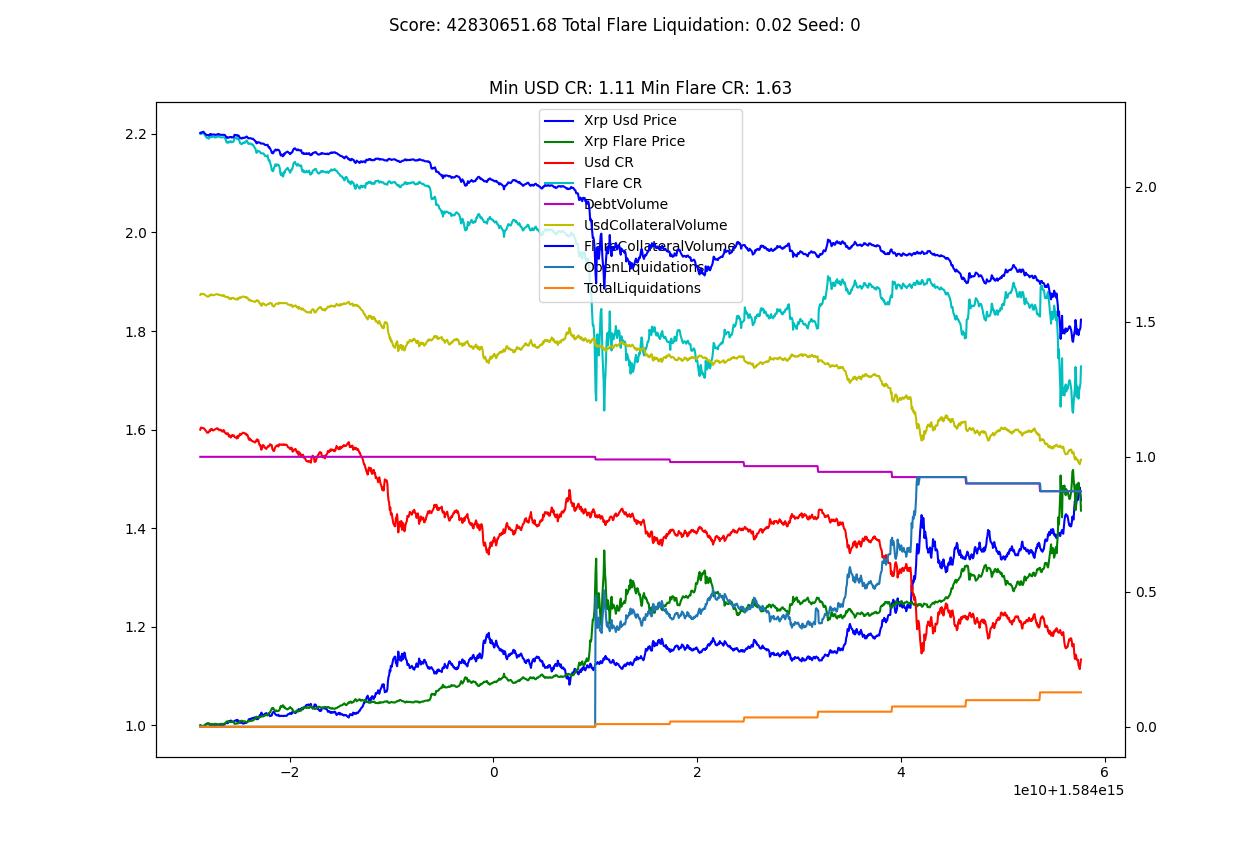 Score: 42830651.68 Total Flare Liquidation: 0.02 Seed: 0
Min USD CR: 1.11 Min Flare CR: 1.63
Xrp Usd Price
Xrp Flare Price
Usd CR
Flare CR
DebtVolume
UsdCollateralVolume
FlareCollateralVolume
OpenLiquidations
TotalLiquidations
2.2
2.0
1.8
1.6
1.4
1.2
1.0
2.0
1.5
1.0
0.5
0.0
−2 0 2 4 6
1e10+1.584e15